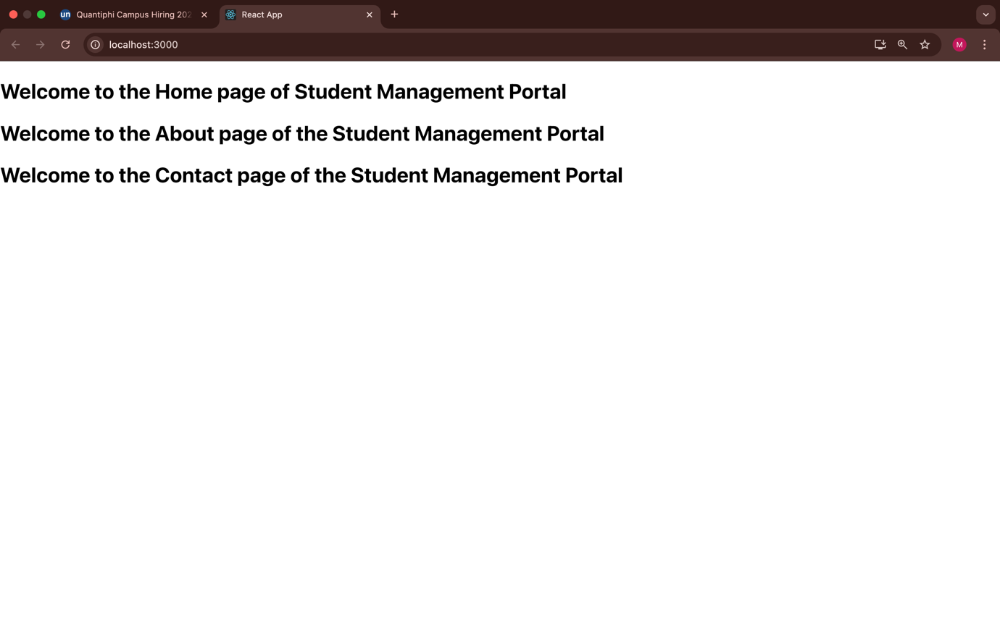 un Quantiphi Campus Hiring 202
React App
localhost:3000
M
Welcome to the Home page of Student Management Portal
Welcome to the About page of the Student Management Portal
Welcome to the Contact page of the Student Management Portal